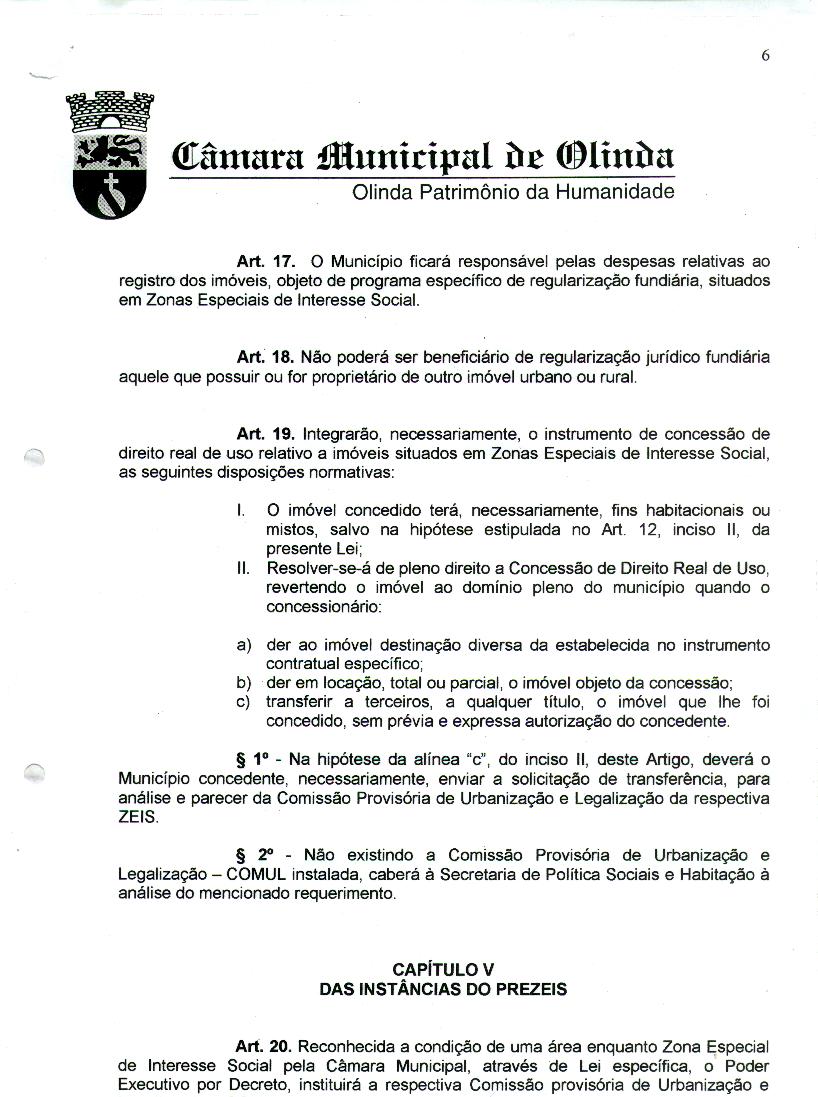 6
Câmara Municipal de Olinda
Olinda Patrimônio da Humanidade
Art. 17. O Município ficará responsável pelas despesas relativas ao
registro dos imóveis, objeto de programa específico de regularização fundiária, situados
em Zonas Especiais de Interesse Social.
Art. 18. Não poderá ser beneficiário de regularização jurídico fundiária
aquele que possuir ou for proprietário de outro imóvel urbano ou rural.
Art. 19. Integrarão, necessariamente, o instrumento de concessão de
direito real de uso relativo a imóveis situados em Zonas Especiais de Interesse Social,
as seguintes disposições normativas:
I. O imóvel concedido terá, necessariamente, fins habitacionais ou
mistos, salvo na hipótese estipulada no Art. 12, inciso II, da
presente Lei;
II. Resolver-se-á de pleno direito a Concessão de Direito Real de Uso,
revertendo o imóvel ao domínio pleno do município quando o
concessionário:
a) der ao imóvel destinação diversa da estabelecida no instrumento
contratual específico;
b) der em locação, total ou parcial, o imóvel objeto da concessão;
c) transferir a terceiros, a qualquer título, o imóvel que lhe foi
concedido, sem prévia e expressa autorização do concedente.
§ 1º - Na hipótese da alínea “c”, do inciso II, deste Artigo, deverá o
Município concedente, necessariamente, enviar a solicitação de transferência, para
análise e parecer da Comissão Provisória de Urbanização e Legalização da respectiva
ZEIS.
§ 2º - Não existindo a Comissão Provisória de Urbanização e
Legalização – COMUL instalada, caberá à Secretaria de Política Sociais e Habitação à
análise do mencionado requerimento.
CAPÍTULO V
DAS INSTÂNCIAS DO PREZEIS
Art. 20. Reconhecida a condição de uma área enquanto Zona Especial
de Interesse Social pela Câmara Municipal, através de Lei específica, o Poder
Executivo por Decreto, instituirá a respectiva Comissão provisória de Urbanização e